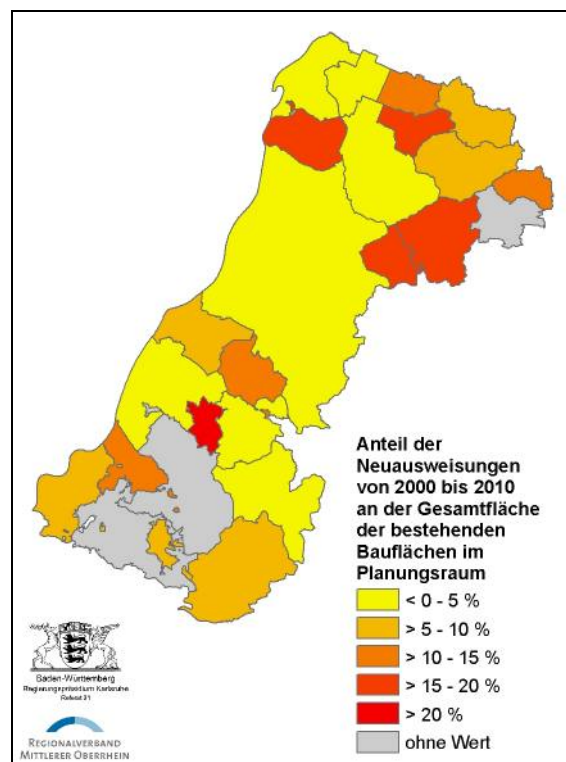 Anteil der
Neuausweisungen
von 2000 bis 2010
an der Gesamtfläche
der bestehenden
Bauflächen im
Planungsraum
< 0 - 5 %
> 5 - 10 %
> 10 - 15 %
> 15 - 20 %
> 20 %
ohne Wert
Baden-Württemberg
Regierungspräsidium Karlsruhe
Referat 21
REGIONALVERBAND
MITTLERER OBERRHEIN